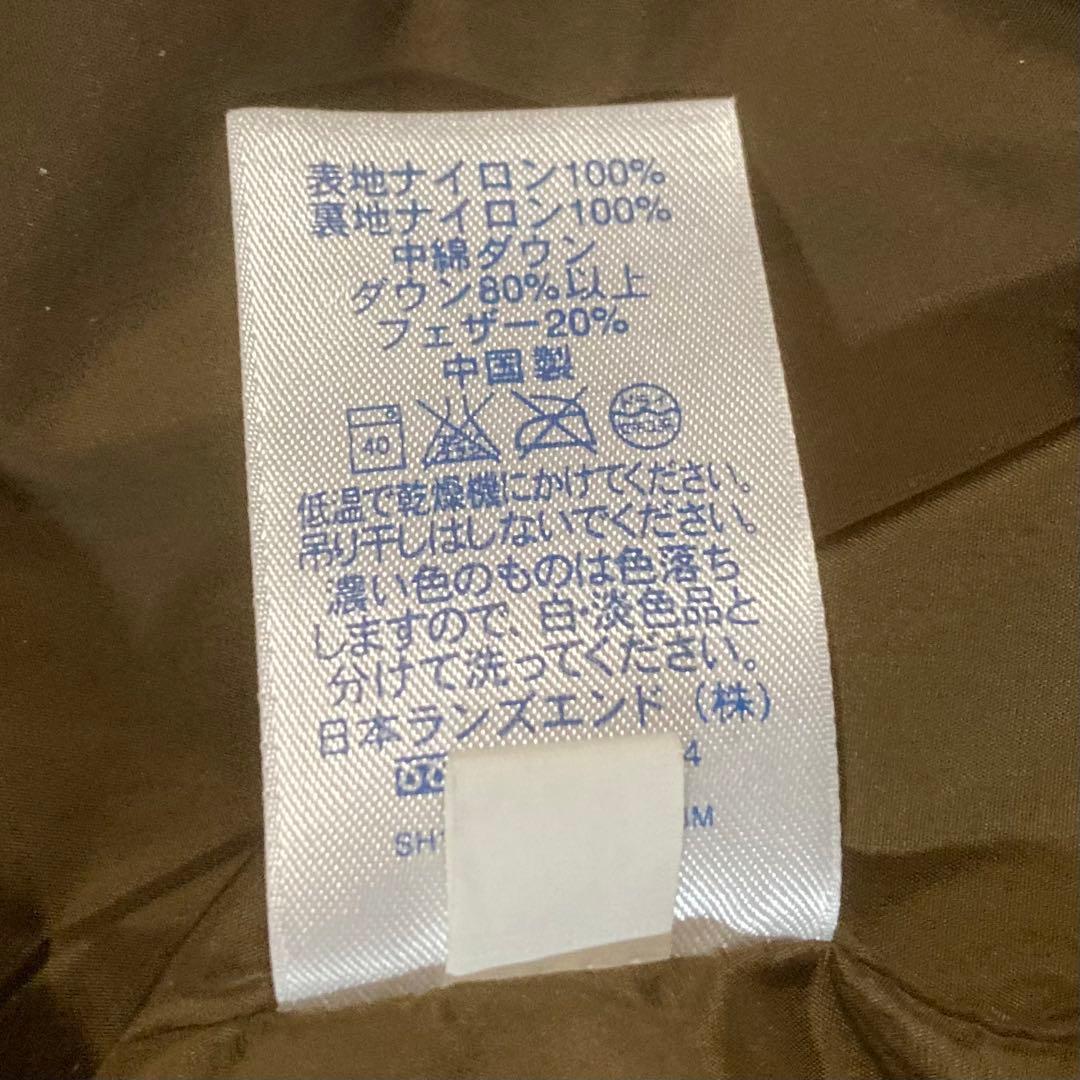 表地ナイロン100%
裏地ナイロン100%
中綿ダウン
ダウン80%以上
フェザー20%
中国製
40
ドライ
低温で乾燥機にかけてください。
吊り干しはしないでください。
濃い色のものは色落ち
しますので、白・淡色品と
分けて洗ってください。
日本ランズエンド(株)
4
SH